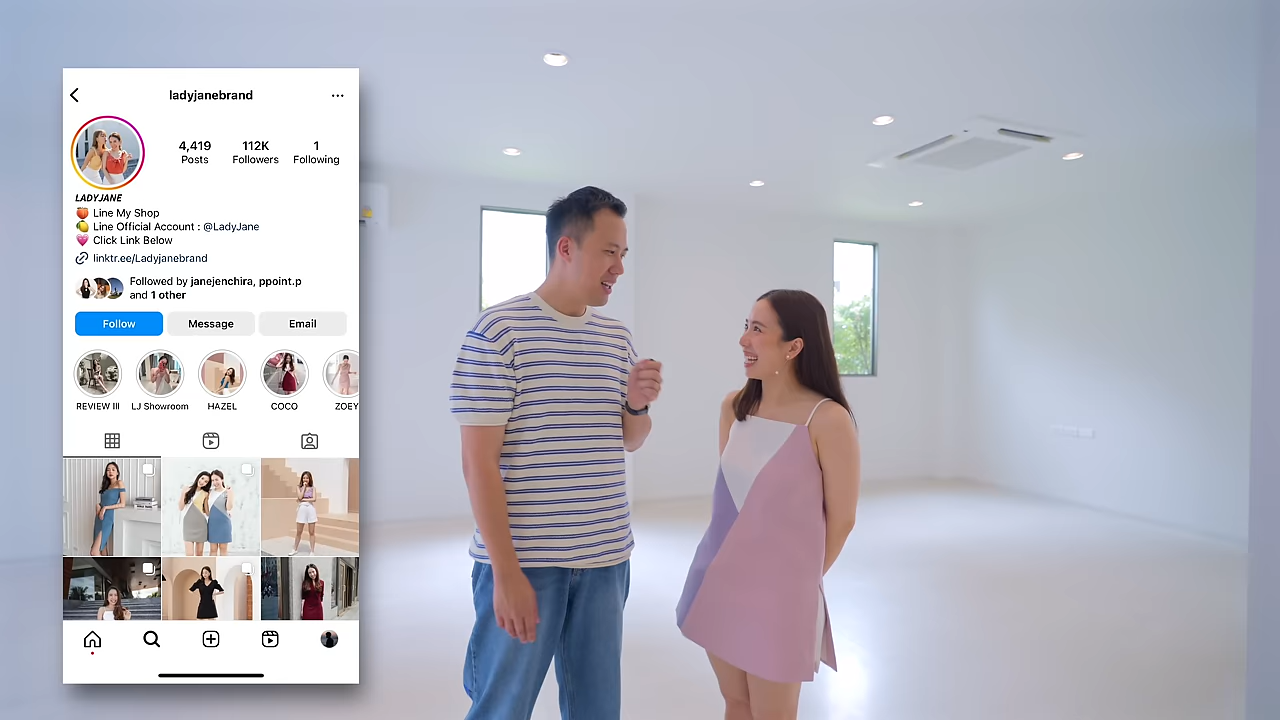 ladyjanebrand
4,419 112K 1
Posts Followers Following
LADYJANE
Line My Shop
Line Official Account : @LadyJane
Click Link Below
linktr.ee/Ladyjanebrand
Followed by janejenchira, ppoint.p
and 1 other
Follow Message Email
REVIEW III LJ Showroom HAZEL COCO ZOEY